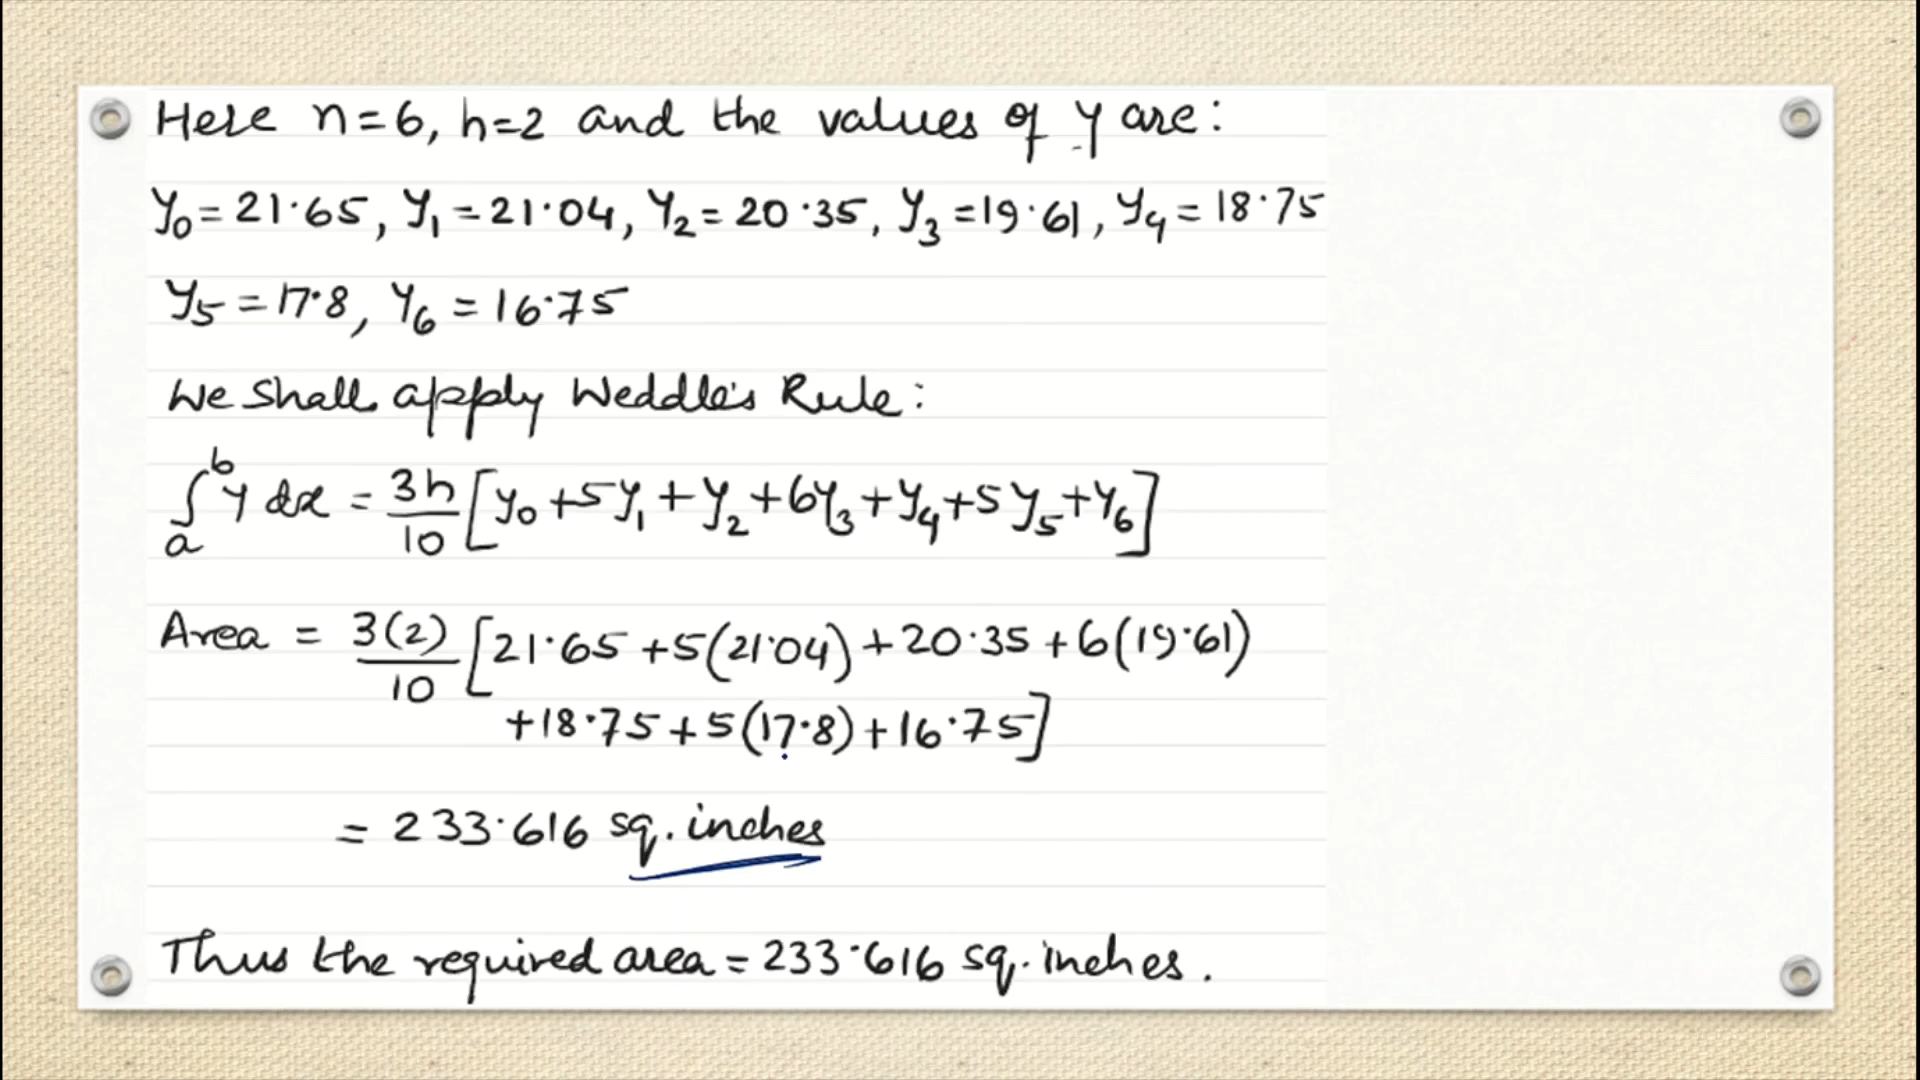 Here n=6, h=2 and the values of y are:
y₀=21·65, y₁=21·04, y₂=20·35, y₃=19·61, y₄=18·75
y₅=17·8, y₆=16·75
We shall apply Weddle's Rule:
∫ₐᵇ y dx = 3h/10 [y₀+5y₁+y₂+6y₃+y₄+5y₅+y₆]
Area = 3(2)/10 [21·65+5(21·04)+20·35+6(19·61)
+18·75+5(17·8)+16·75]
= 233·616 sq. inches
Thus the required area = 233·616 sq. inches.